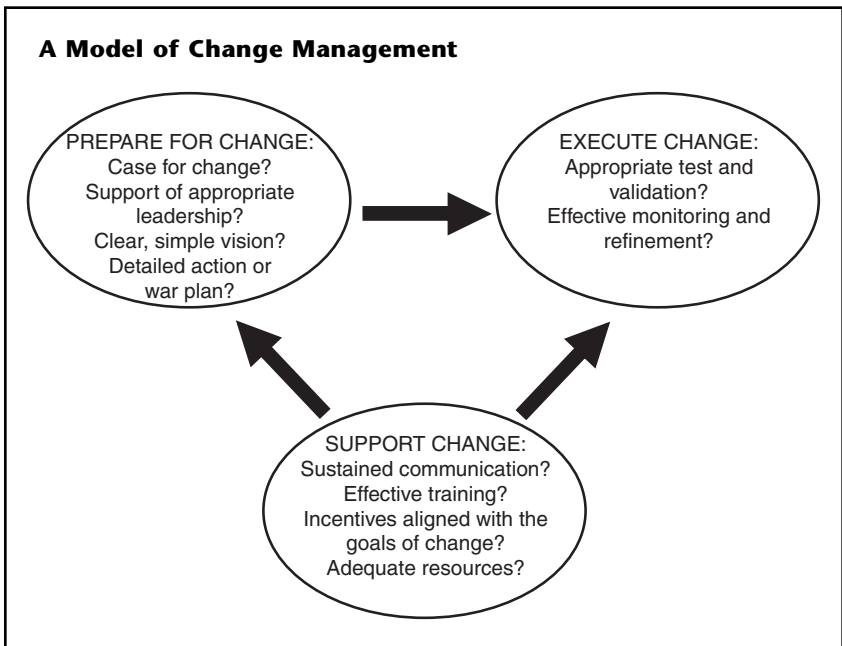 A Model of Change Management
PREPARE FOR CHANGE:
Case for change?
Support of appropriate
leadership?
Clear, simple vision?
Detailed action or
war plan?
EXECUTE CHANGE:
Appropriate test and
validation?
Effective monitoring and
refinement?
SUPPORT CHANGE:
Sustained communication?
Effective training?
Incentives aligned with the
goals of change?
Adequate resources?